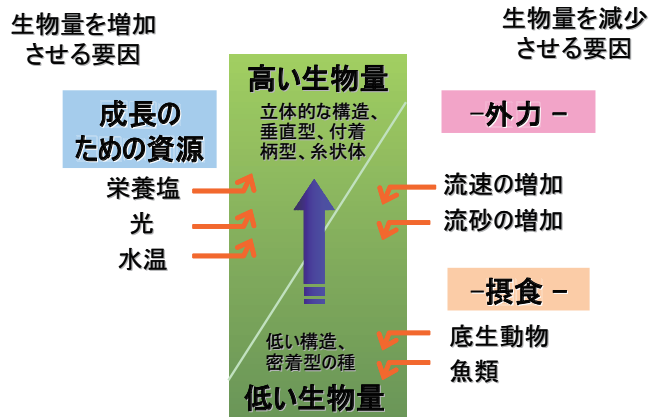 生物量を増加
させる要因
生物量を減少
させる要因
高い生物量
立体的な構造、
垂直型、付着
柄型、糸状体
成長の
ための資源
栄養塩
光
水温
−外力−
流速の増加
流砂の増加
−摂食−
底生動物
魚類
低い構造、
密着型の種
低い生物量